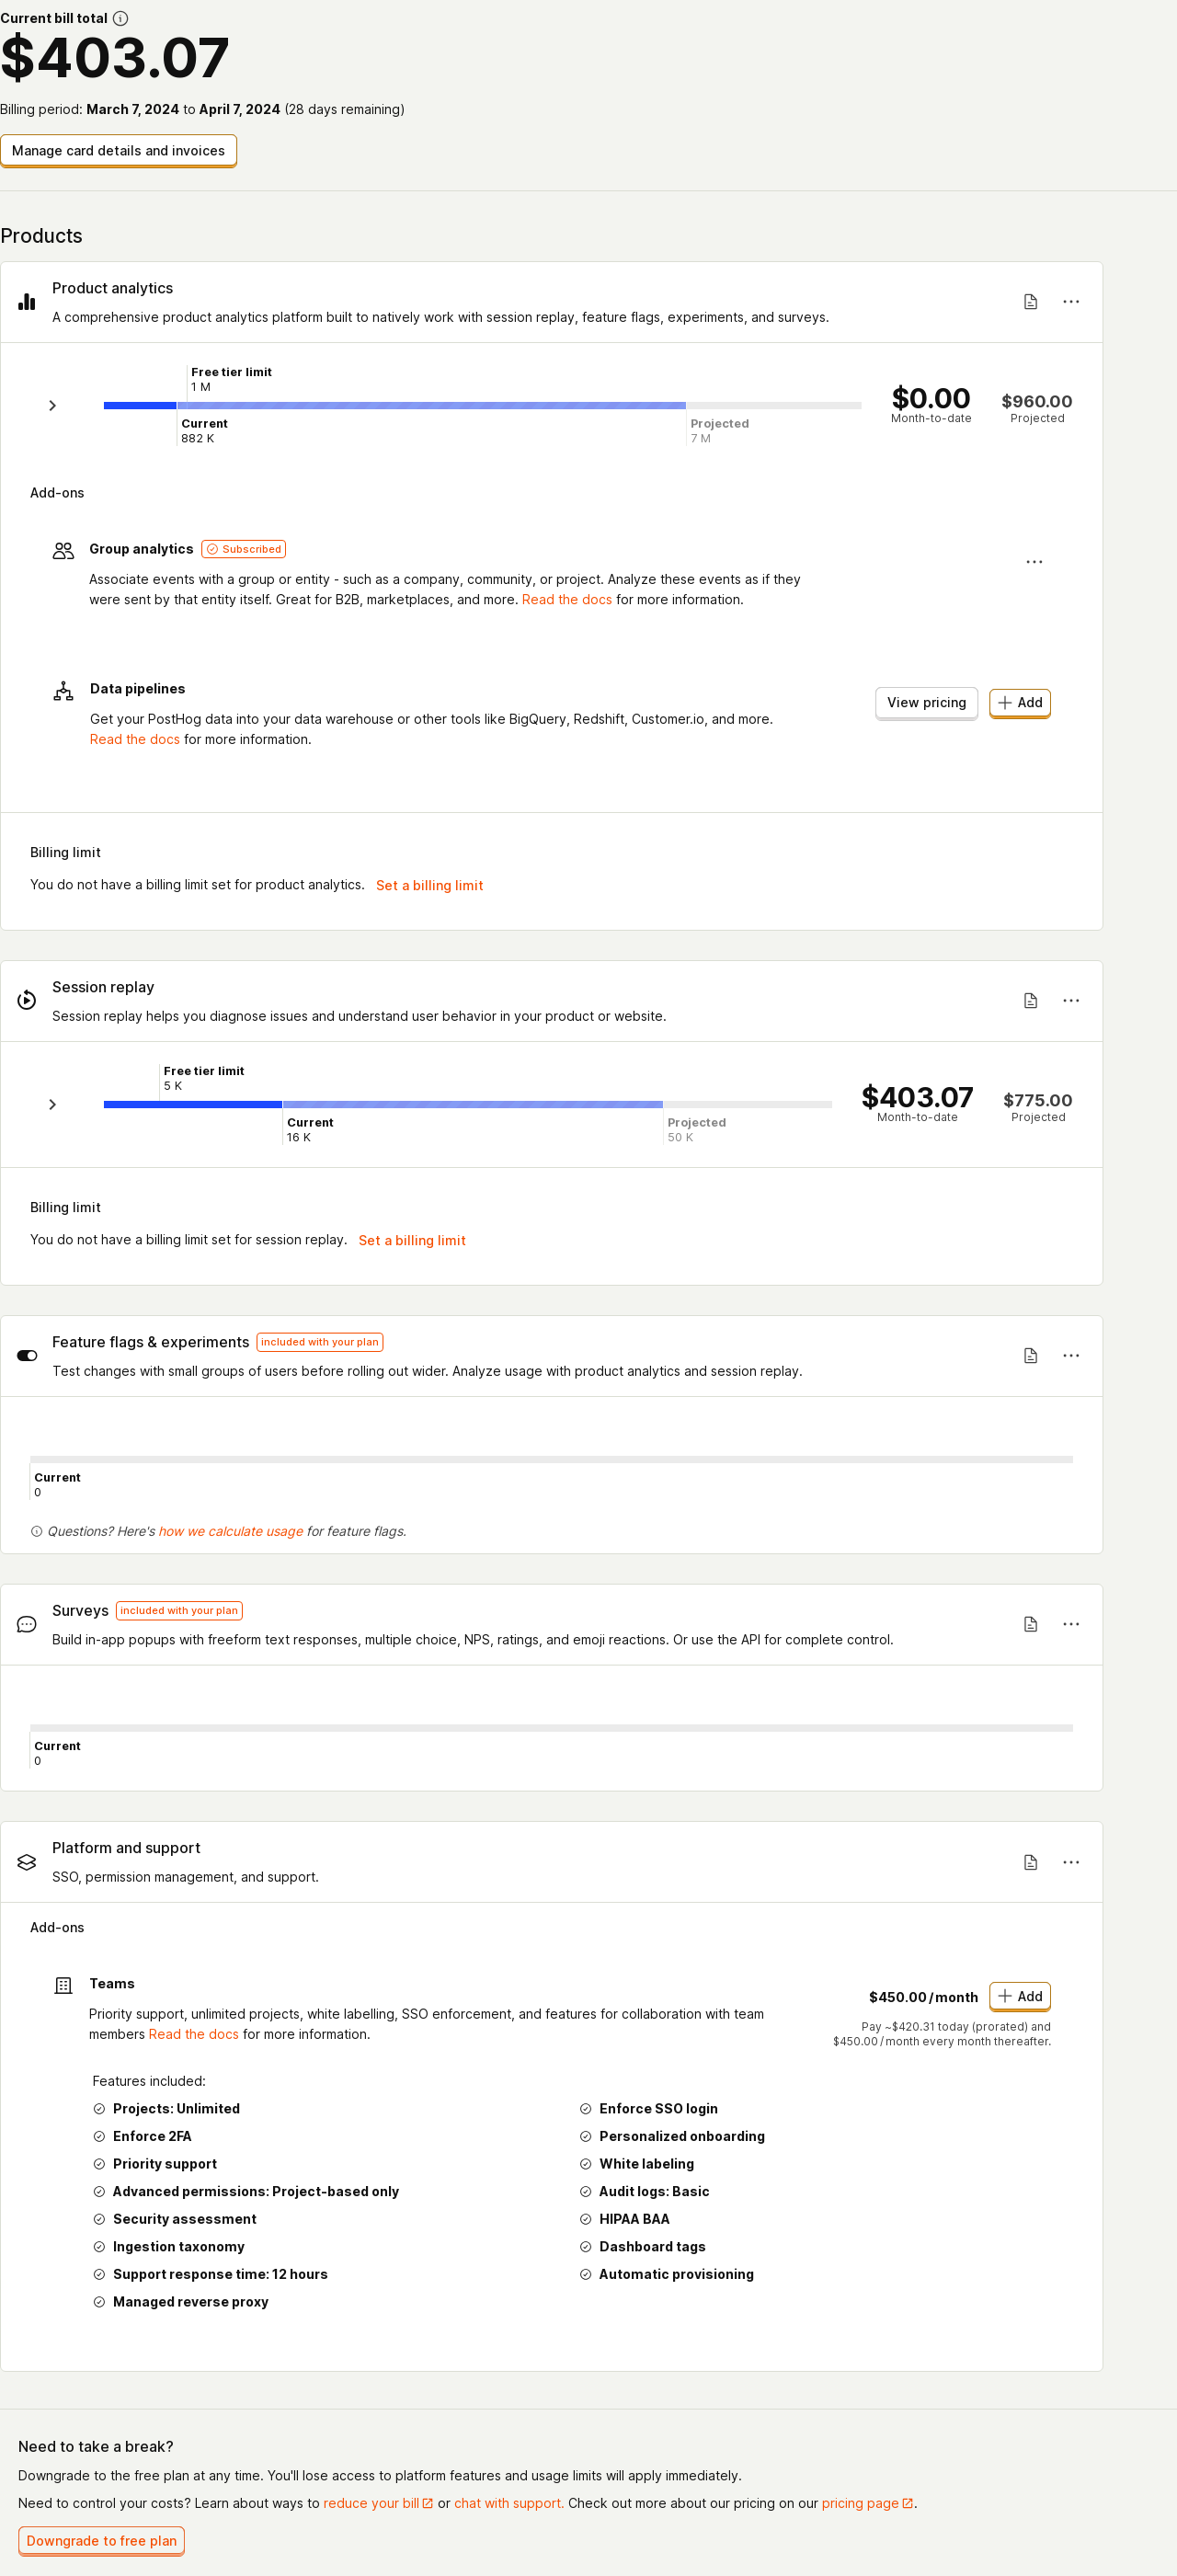 Current bill total
$403.07
Billing period: March 7, 2024 to April 7, 2024 (28 days remaining)
Manage card details and invoices
Products
Product analytics
A comprehensive product analytics platform built to natively work with session replay, feature flags, experiments, and surveys.
Free tier limit
1 M
Current
882 K
Projected
7 M
$0.00
Month-to-date
$960.00
Projected
Add-ons
Group analytics Subscribed
Associate events with a group or entity - such as a company, community, or project. Analyze these events as if they
were sent by that entity itself. Great for B2B, marketplaces, and more. Read the docs for more information.
Data pipelines
Get your PostHog data into your data warehouse or other tools like BigQuery, Redshift, Customer.io, and more.
Read the docs for more information.
View pricing
Add
Billing limit
You do not have a billing limit set for product analytics. Set a billing limit
Session replay
Session replay helps you diagnose issues and understand user behavior in your product or website.
Free tier limit
5 K
Current
16 K
Projected
50 K
$403.07
Month-to-date
$775.00
Projected
Billing limit
You do not have a billing limit set for session replay. Set a billing limit
Feature flags & experiments included with your plan
Test changes with small groups of users before rolling out wider. Analyze usage with product analytics and session replay.
Current
0
Questions? Here's how we calculate usage for feature flags.
Surveys included with your plan
Build in-app popups with freeform text responses, multiple choice, NPS, ratings, and emoji reactions. Or use the API for complete control.
Current
0
Platform and support
SSO, permission management, and support.
Add-ons
Teams
Priority support, unlimited projects, white labelling, SSO enforcement, and features for collaboration with team
members Read the docs for more information.
$450.00/month
Add
Pay ~$420.31 today (prorated) and
$450.00/month every month thereafter.
Features included:
Projects: Unlimited
Enforce SSO login
Enforce 2FA
Personalized onboarding
Priority support
White labeling
Advanced permissions: Project-based only
Audit logs: Basic
Security assessment
HIPAA BAA
Ingestion taxonomy
Dashboard tags
Support response time: 12 hours
Automatic provisioning
Managed reverse proxy
Need to take a break?
Downgrade to the free plan at any time. You'll lose access to platform features and usage limits will apply immediately.
Need to control your costs? Learn about ways to reduce your bill or chat with support. Check out more about our pricing on our pricing page.
Downgrade to free plan